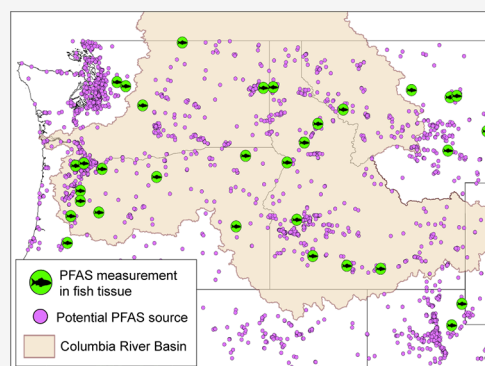 PFAS measurement
in fish tissue
Potential PFAS source
Columbia River Basin